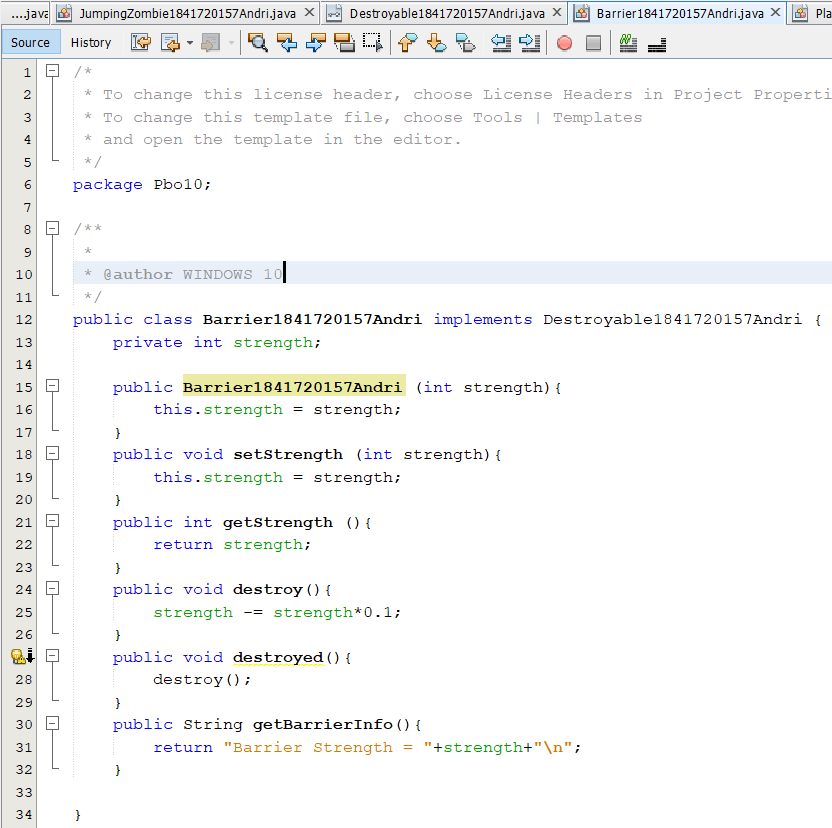 ....java JumpingZombie1841720157Andri.java Destroyable1841720157Andri.java Barrier1841720157Andri.java Pla
Source History
1 /*
2 * To change this license header, choose License Headers in Project Properti
3 * To change this template file, choose Tools | Templates
4 * and open the template in the editor.
5 */
6 package Pbo10;
7
8 /**
9 *
10 * @author WINDOWS 10
11 */
12 public class Barrier1841720157Andri implements Destroyable1841720157Andri {
13 private int strength;
14
15 public Barrier1841720157Andri (int strength){
16 this.strength = strength;
17 }
18 public void setStrength (int strength){
19 this.strength = strength;
20 }
21 public int getStrength (){
22 return strength;
23 }
24 public void destroy(){
25 strength -= strength*0.1;
26 }
public void destroyed(){
28 destroy();
29 }
30 public String getBarrierInfo(){
31 return "Barrier Strength = "+strength+"\n";
32 }
33
34 }